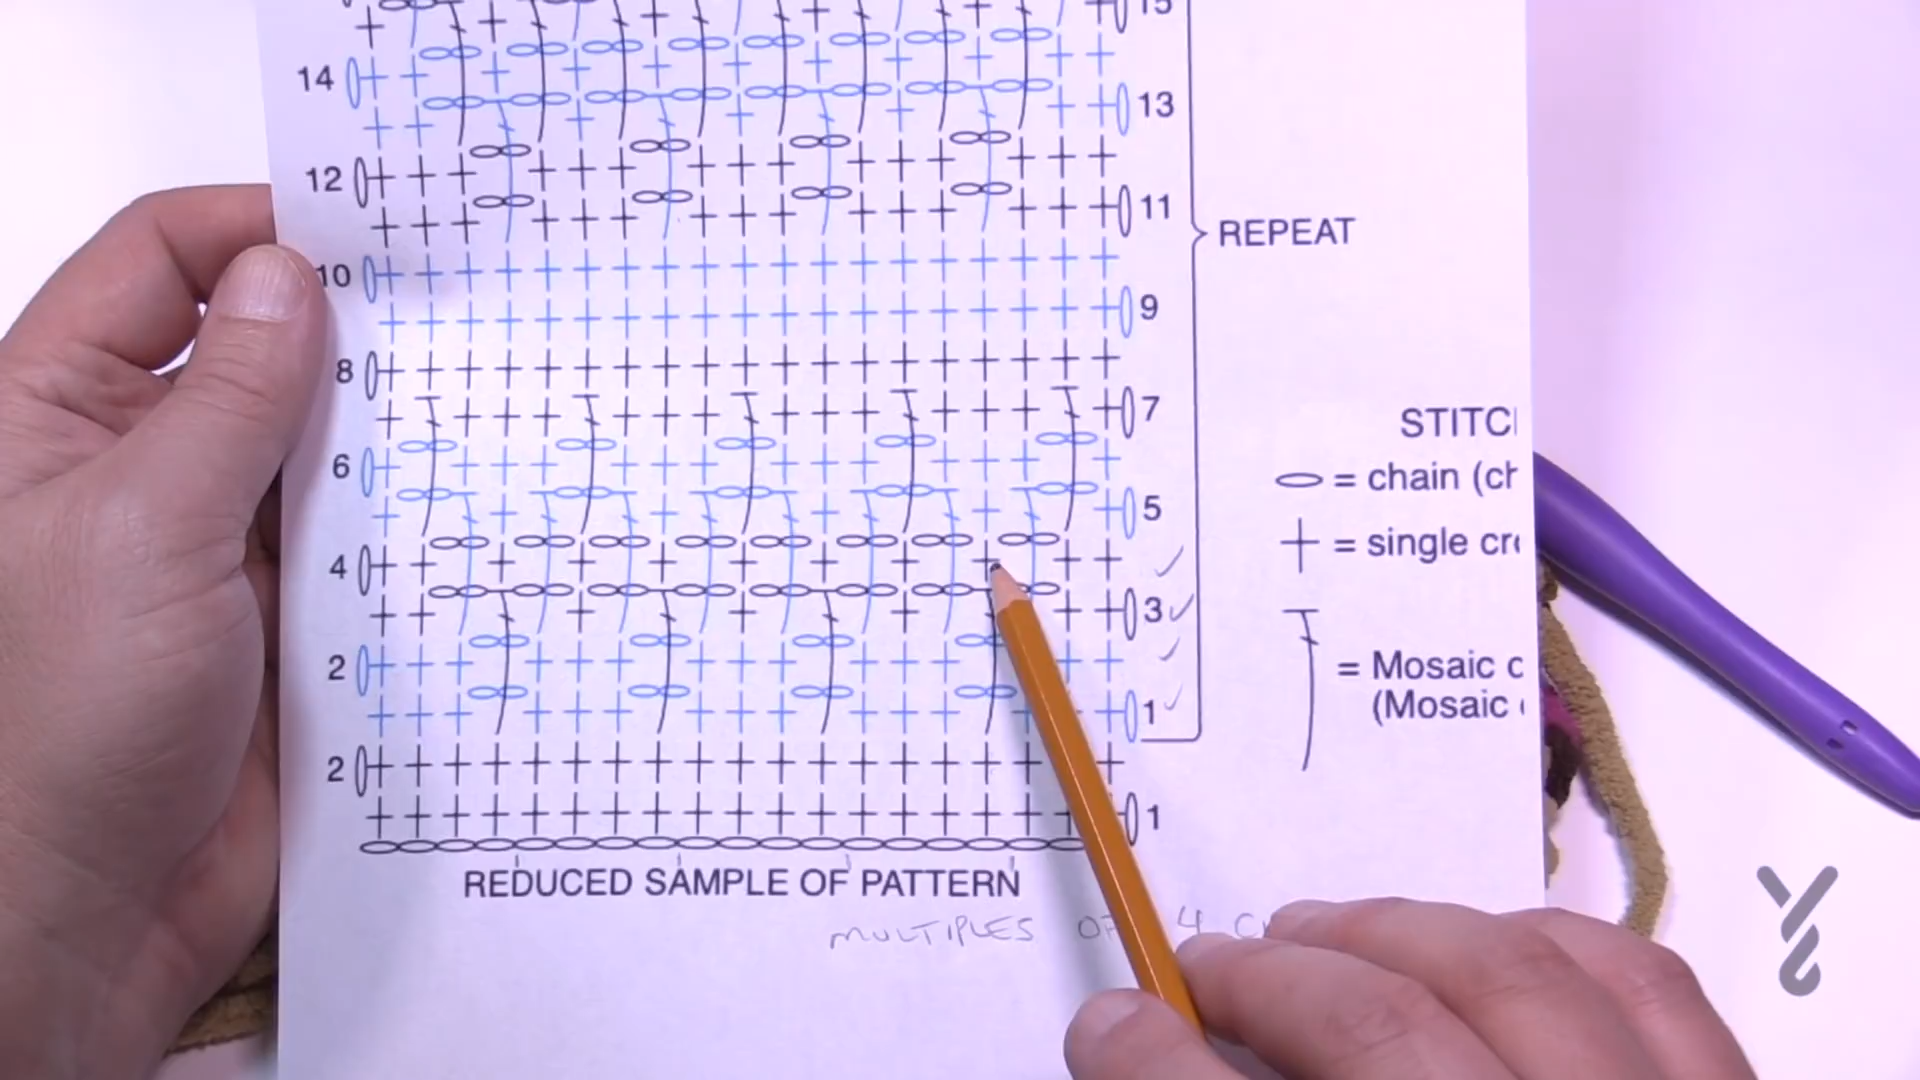 15
14
13
12
11
REPEAT
10
9
8
7
6
5
4
3
2
1
2
1
STITC
= chain (ch
= single cr
= Mosaic
(Mosaic
REDUCED SAMPLE OF PATTERN
MULTIPLES OF 4 C